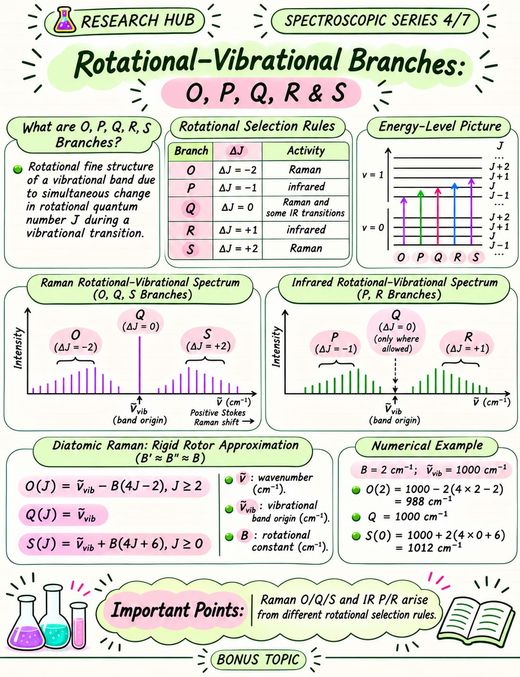 RESEARCH HUB
SPECTROSCOPIC SERIES 4/7
Rotational–Vibrational Branches:
O, P, Q, R & S
What are O, P, Q, R, S
Branches?
Rotational fine structure
of a vibrational band due
to simultaneous change
in rotational quantum
number J during a
vibrational transition.
Rotational Selection Rules
Branch ΔJ Activity
O ΔJ = −2 Raman
P ΔJ = −1 infrared
Q ΔJ = 0 Raman and
some IR transitions
R ΔJ = +1 infrared
S ΔJ = +2 Raman
Energy-Level Picture
J
...
J+2
v = 1
J+1
J
J−1
...
J+2
v = 0
J+1
J
J−1
...
O P Q R S
Raman Rotational–Vibrational Spectrum
(O, Q, S Branches)
Intensity
O
(ΔJ = −2)
Q
(ΔJ = 0)
S
(ΔJ = +2)
ṽ (cm⁻¹)
ṽvib
(band origin)
Positive Stokes
Raman shift →
Infrared Rotational–Vibrational Spectrum
(P, R Branches)
Intensity
P
(ΔJ = −1)
Q
(ΔJ = 0)
(only where
allowed)
R
(ΔJ = +1)
ṽ (cm⁻¹)
ṽvib
(band origin)
Diatomic Raman: Rigid Rotor Approximation
(B' ≈ B" ≈ B)
O(J) = ṽvib − B(4J−2), J ≥ 2
Q(J) = ṽvib
S(J) = ṽvib + B(4J+6), J ≥ 0
ṽ : wavenumber
(cm⁻¹).
ṽvib : vibrational
band origin (cm⁻¹).
B : rotational
constant (cm⁻¹).
Numerical Example
B = 2 cm⁻¹; ṽvib = 1000 cm⁻¹
O(2) = 1000 − 2(4 × 2 − 2)
= 988 cm⁻¹
Q = 1000 cm⁻¹
S(0) = 1000 + 2(4 × 0 + 6)
= 1012 cm⁻¹
Important Points:
Raman O/Q/S and IR P/R arise
from different rotational selection rules.
BONUS TOPIC